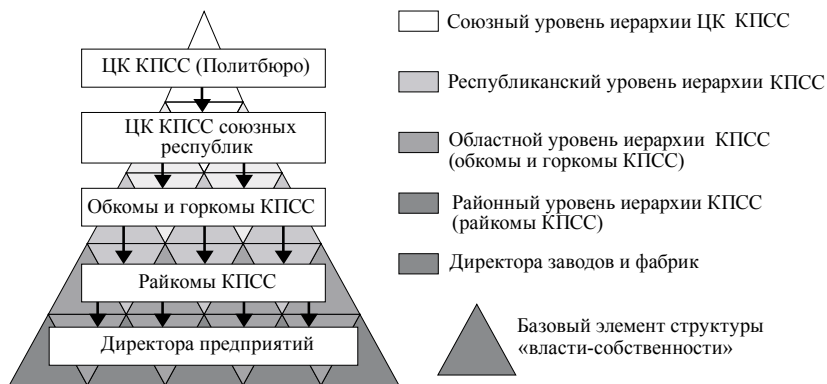 ЦК КПСС (Политбюро)
ЦК КПСС союзных
республик
Обкомы и горкомы КПСС
Райкомы КПСС
Директора предприятий
Союзный уровень иерархии ЦК КПСС
Республиканский уровень иерархии КПСС
Областной уровень иерархии КПСС
(обкомы и горкомы КПСС)
Районный уровень иерархии КПСС
(райкомы КПСС)
Директора заводов и фабрик
Базовый элемент структуры
«власти-собственности»